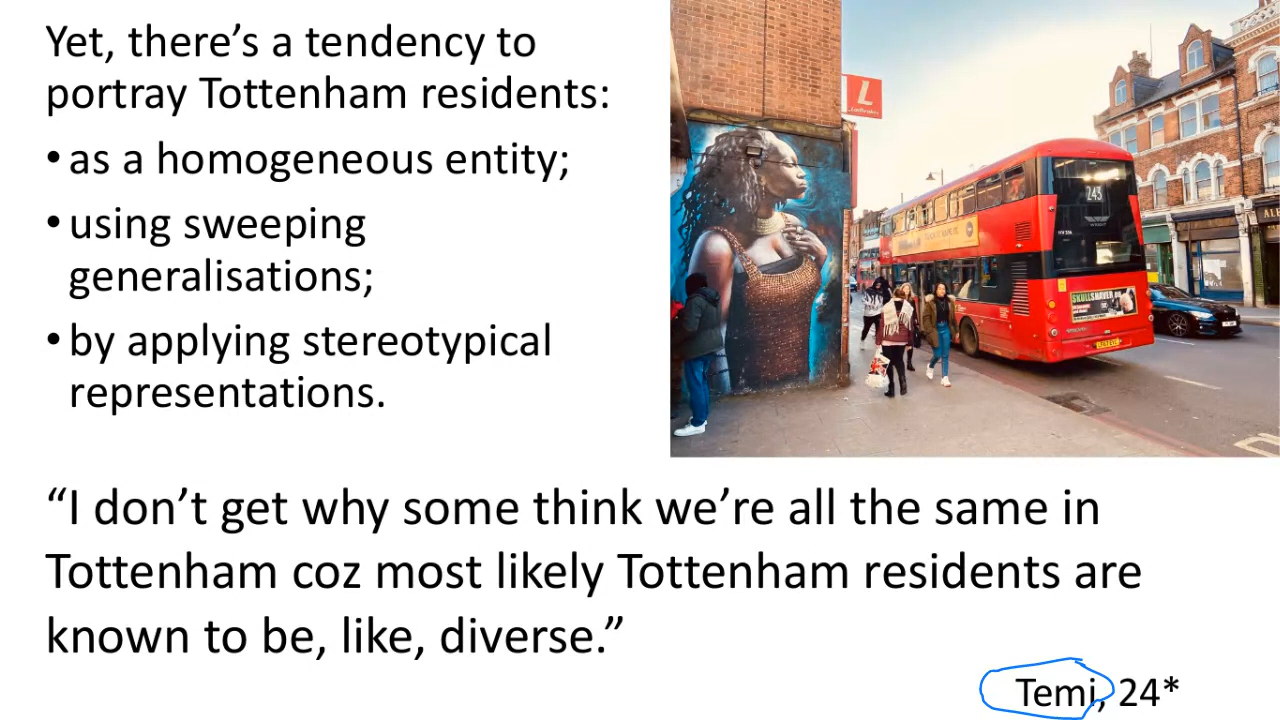 Yet, there’s a tendency to
portray Tottenham residents:
• as a homogeneous entity;
• using sweeping
generalisations;
• by applying stereotypical
representations.
L
Ladbrokes
243
“I don’t get why some think we’re all the same in
Tottenham coz most likely Tottenham residents are
known to be, like, diverse.”
Temi, 24*